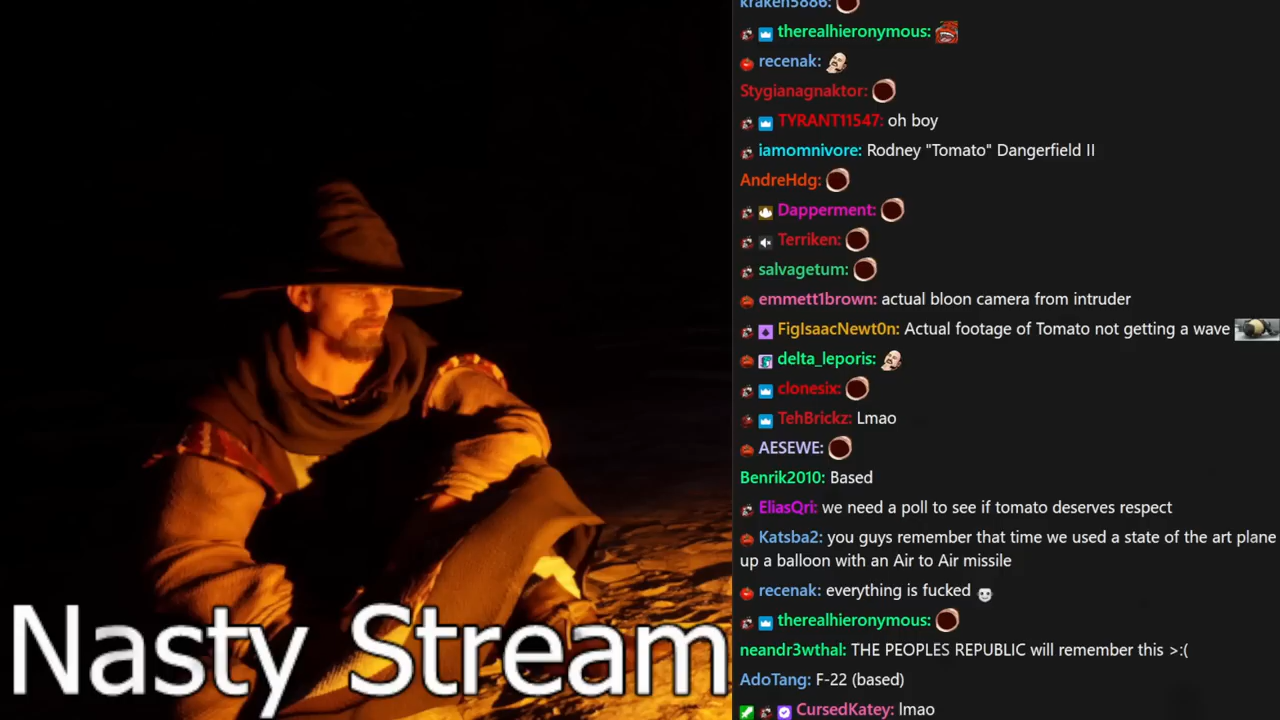 kraken5886:
therealhieronymous:
recenak:
Stygianagnaktor:
TYRANT11547: oh boy
iamomnivore: Rodney "Tomato" Dangerfield II
AndreHdg:
Dapperment:
Terriken:
salvagetum:
emmett1brown: actual bloon camera from intruder
FigIsaacNewt0n: Actual footage of Tomato not getting a wave
delta_leporis:
clonesix:
TehBrickz: Lmao
AESEWE:
Benrik2010: Based
EliasQri: we need a poll to see if tomato deserves respect
Katsba2: you guys remember that time we used a state of the art plane
up a balloon with an Air to Air missile
recenak: everything is fucked
therealhieronymous:
neandr3wthal: THE PEOPLES REPUBLIC will remember this >:(
AdoTang: F-22 (based)
CursedKatey: lmao
Nasty Stream